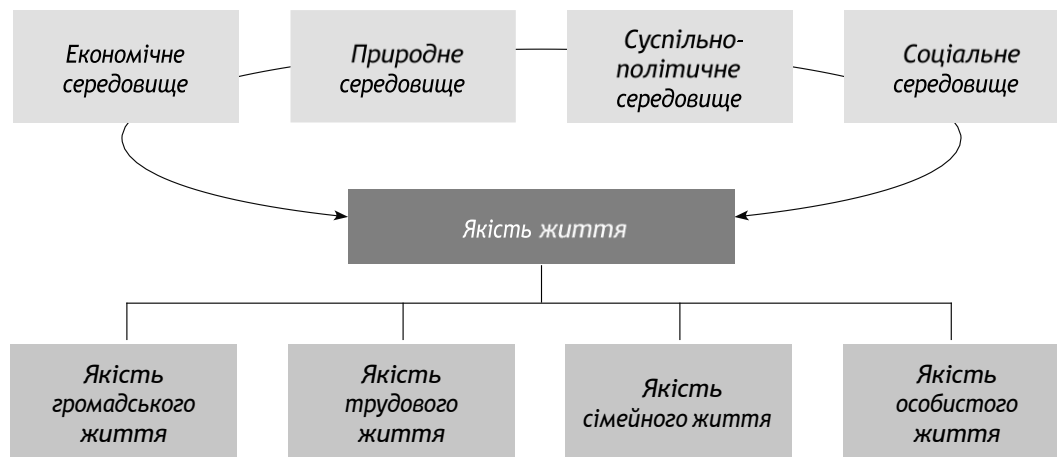 Економічне
середовище
Природне
середовище
Суспільно-
політичне
середовище
Соціальне
середовище
Якість життя
Якість
громадського
життя
Якість
трудового
життя
Якість
сімейного життя
Якість
особистого
життя